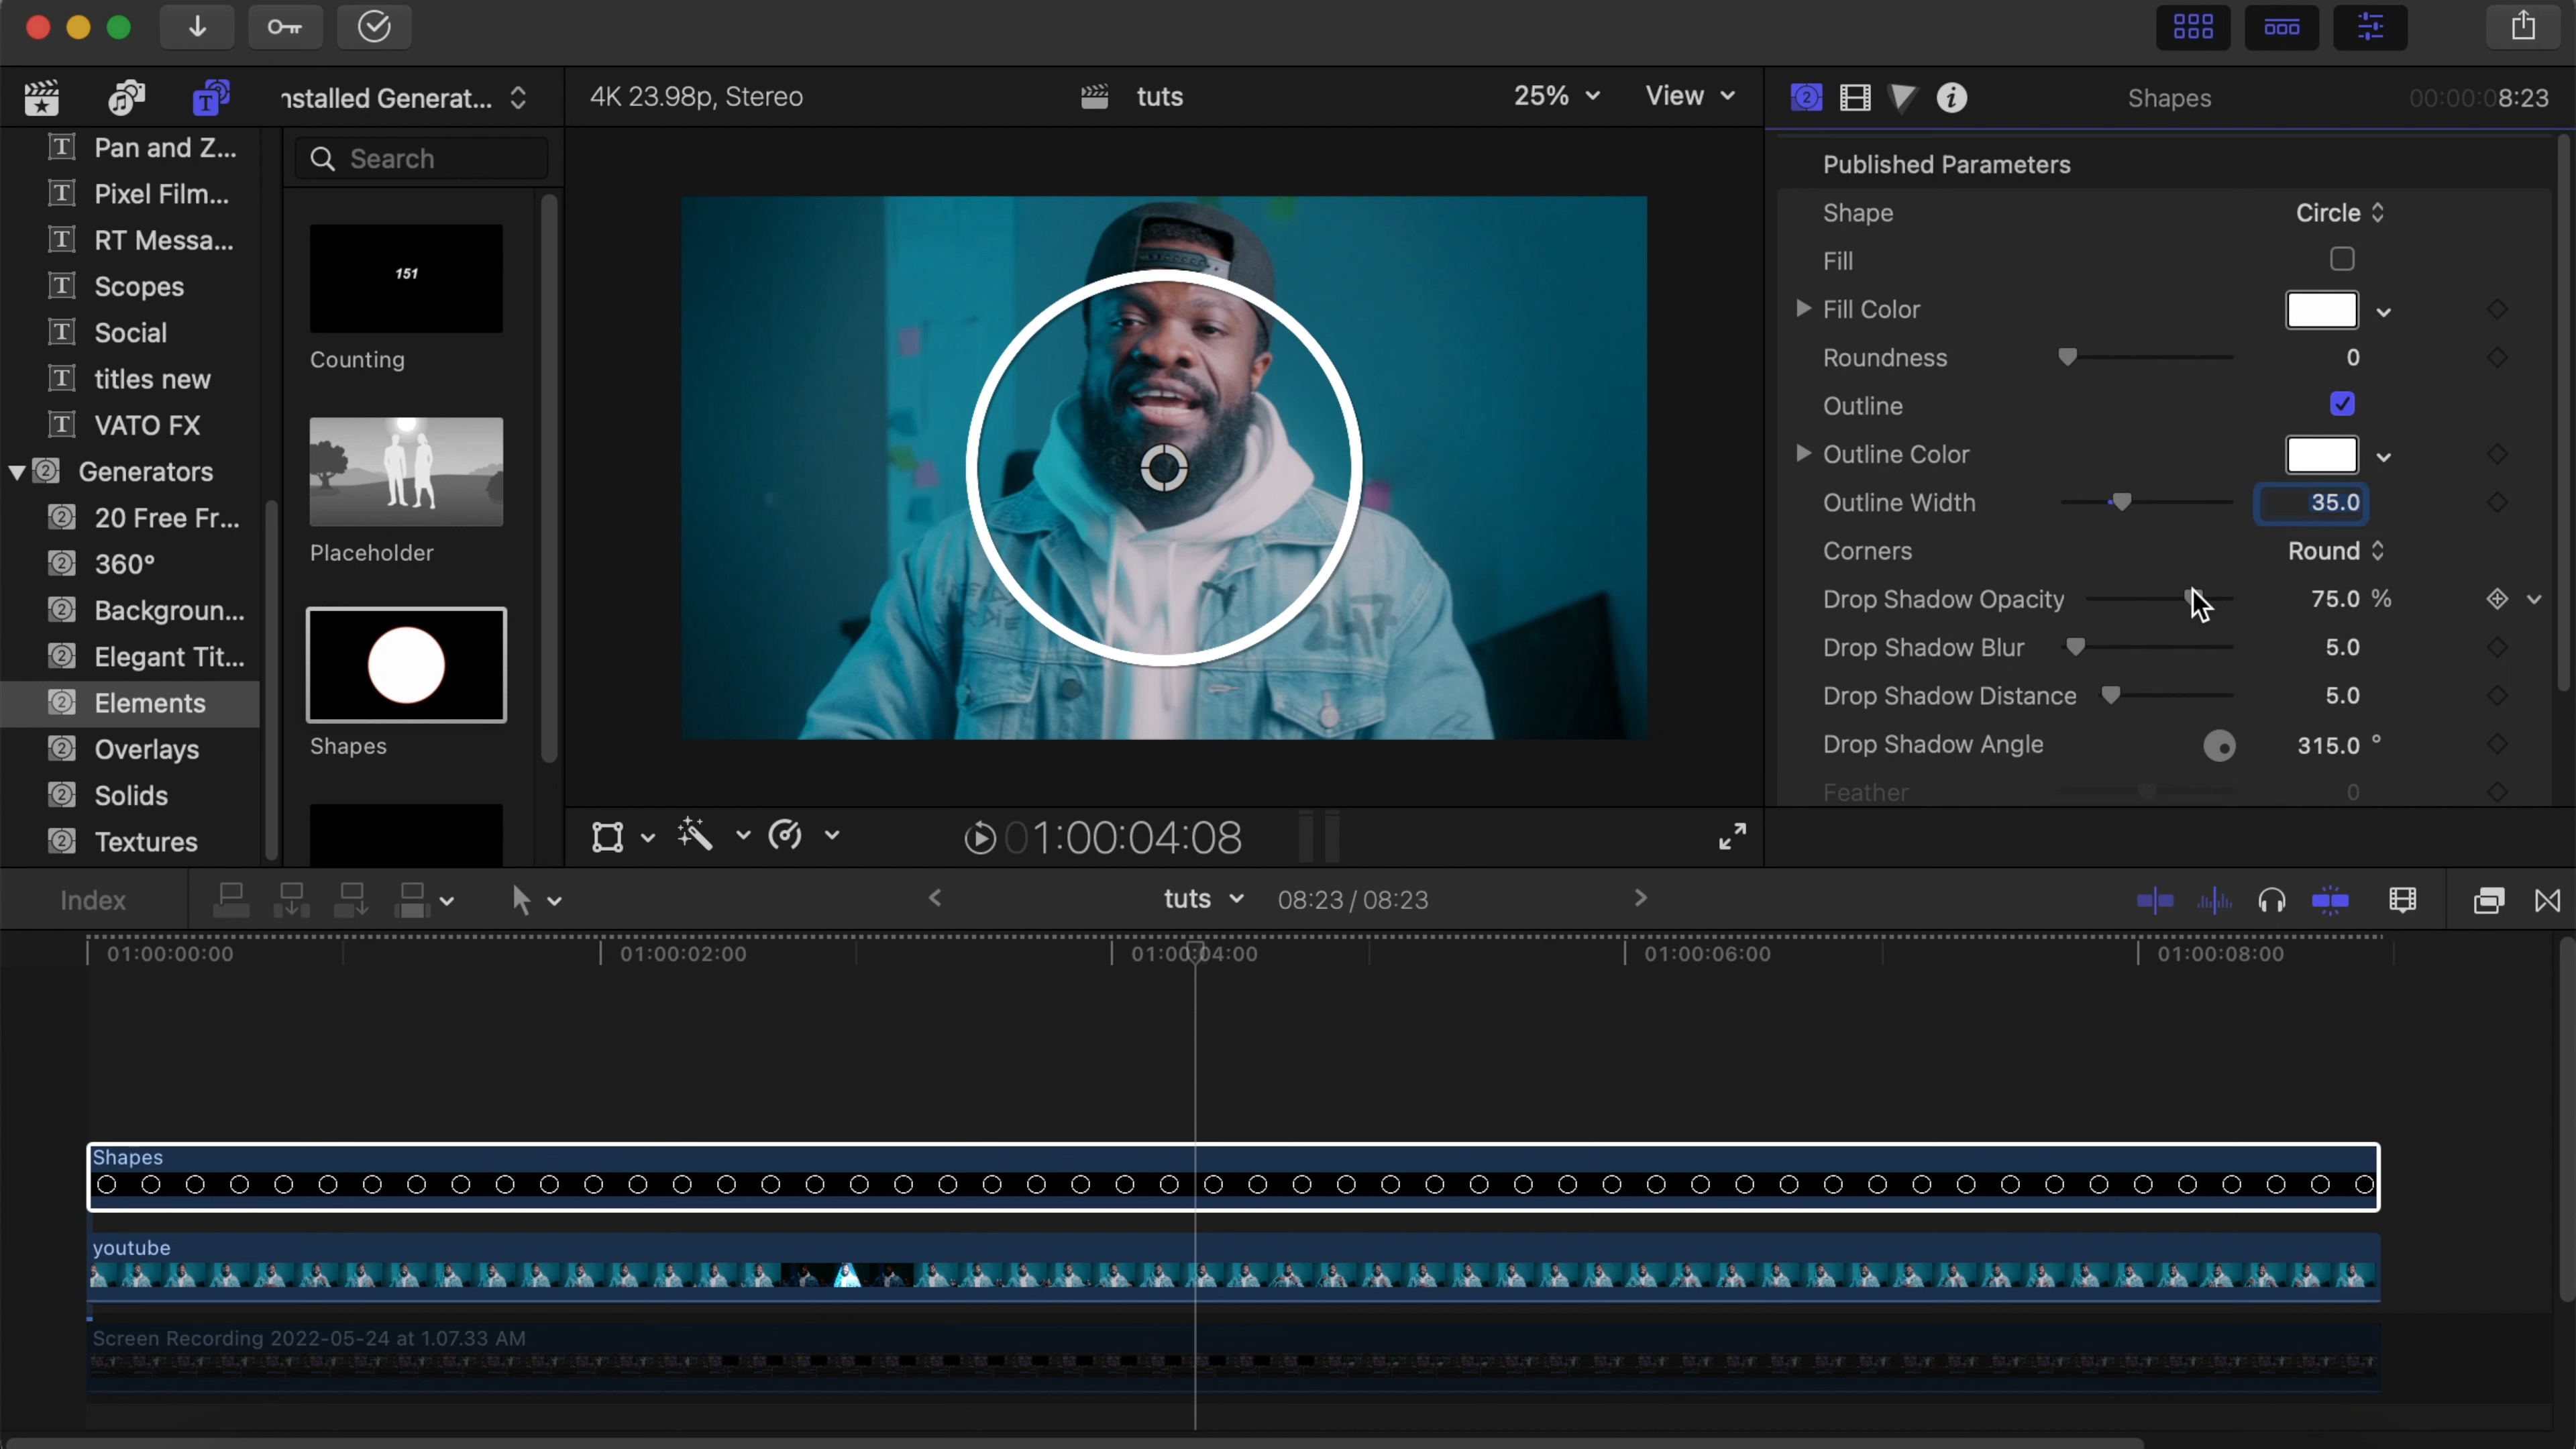 nstalled Generat...
4K 23.98p, Stereo
tuts
25%
View
Shapes
00:00:08:23
Pan and Z...
Pixel Film...
RT Messa...
Scopes
Social
titles new
VATO FX
Generators
20 Free Fr...
360°
Backgroun...
Elegant Tit...
Elements
Overlays
Solids
Textures
Search
151
Counting
Placeholder
Shapes
247
Published Parameters
Shape Circle
Fill
Fill Color
Roundness 0
Outline
Outline Color
Outline Width 35.0
Corners Round
Drop Shadow Opacity 75.0 %
Drop Shadow Blur 5.0
Drop Shadow Distance 5.0
Drop Shadow Angle 315.0 °
Feather 0
01:00:04:08
Index
tuts
08:23 / 08:23
01:00:00:00
01:00:02:00
01:00:04:00
01:00:06:00
01:00:08:00
Shapes
youtube
Screen Recording 2022-05-24 at 1.07.33 AM